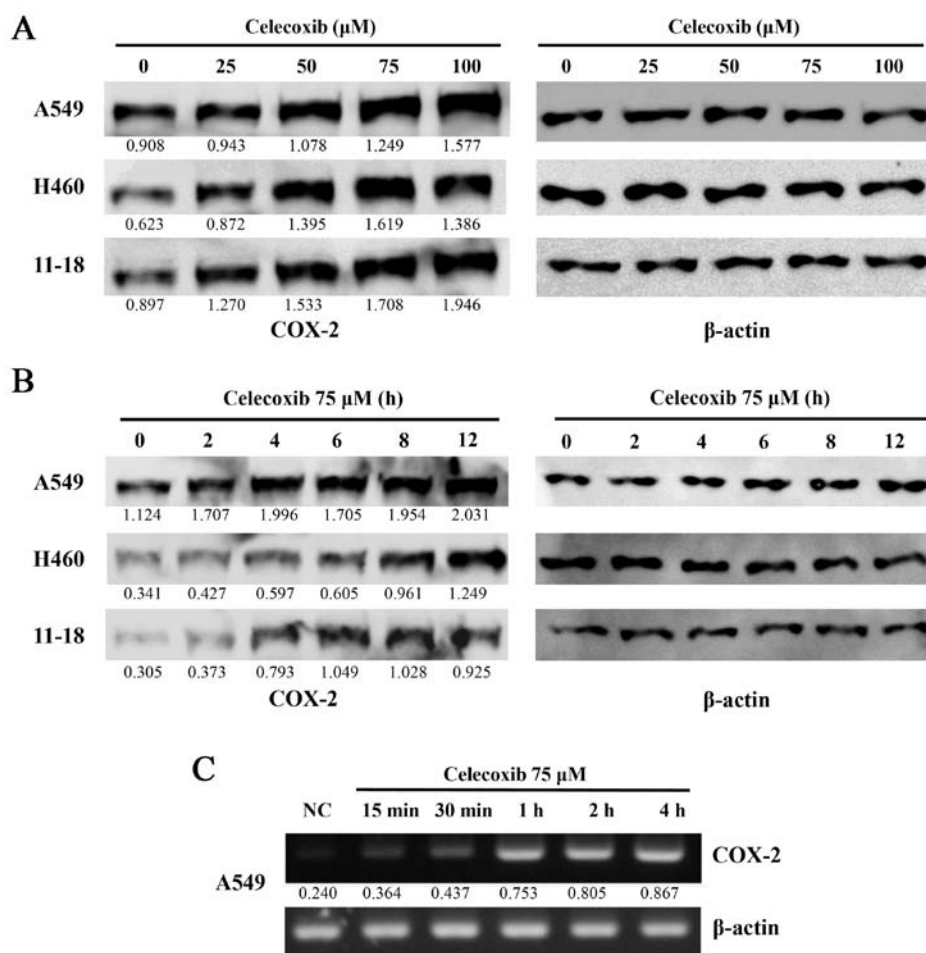 A
Celecoxib (μM) Celecoxib (μM)
0 25 50 75 100 0 25 50 75 100
A549
0.908 0.943 1.078 1.249 1.577
H460
0.623 0.872 1.395 1.619 1.386
11-18
0.897 1.270 1.533 1.708 1.946
COX-2 β-actin
B
Celecoxib 75 μM (h) Celecoxib 75 μM (h)
0 2 4 6 8 12 0 2 4 6 8 12
A549
1.124 1.707 1.996 1.705 1.954 2.031
H460
0.341 0.427 0.597 0.605 0.961 1.249
11-18
0.305 0.373 0.793 1.049 1.028 0.925
COX-2 β-actin
C
Celecoxib 75 μM
NC 15 min 30 min 1 h 2 h 4 h
COX-2
A549
0.240 0.364 0.437 0.753 0.805 0.867
β-actin